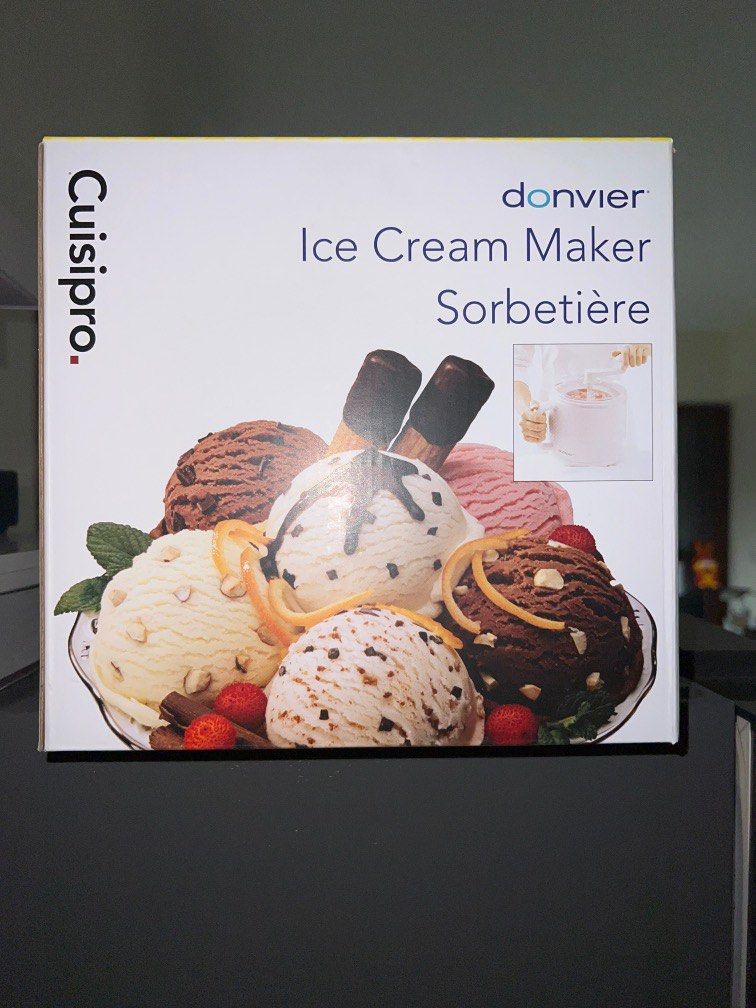 Cuisipro.
donvier
Ice Cream Maker
Sorbetière